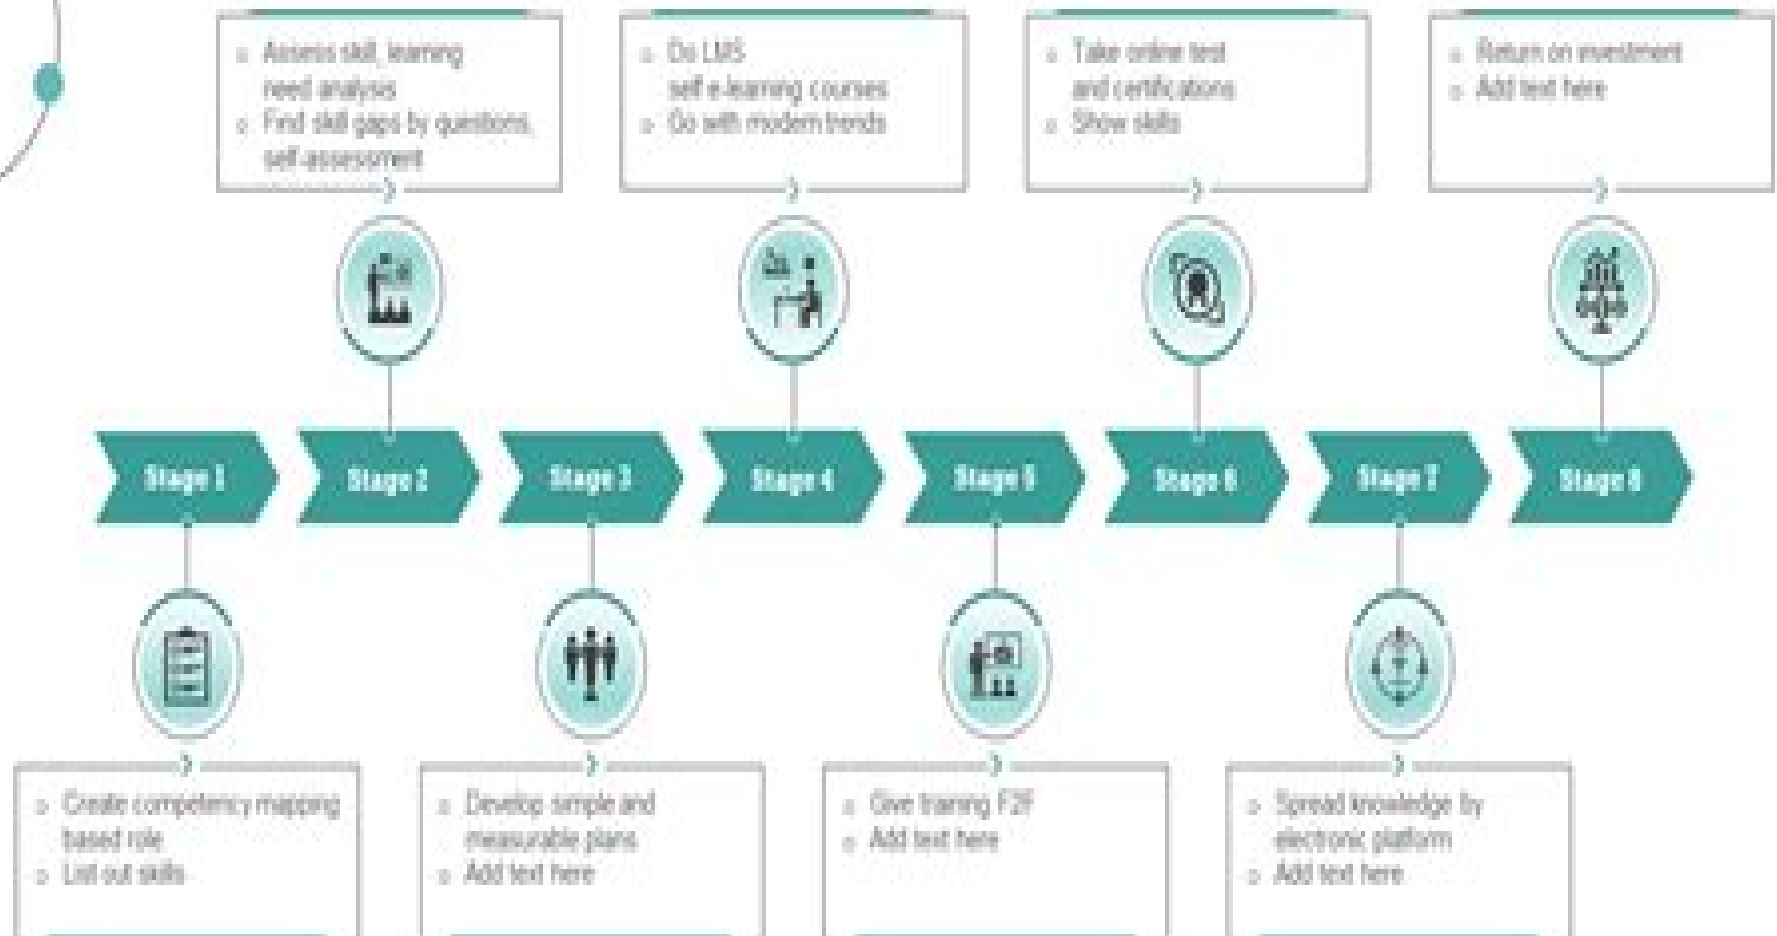 Assess skill, learning
need analysis
Find skill gaps by questions,
self-assessment
Do LMS
self e-learning courses
Go with modern trends
Take online test
and certifications
Show skills
Return on investment
Add text here
Stage 1
Stage 2
Stage 3
Stage 4
Stage 5
Stage 6
Stage 7
Stage 8
Create competency mapping
based role
List out skills
Develop simple and
measurable plans
Add text here
Give training F2F
Add text here
Spread knowledge by
electronic platform
Add text here